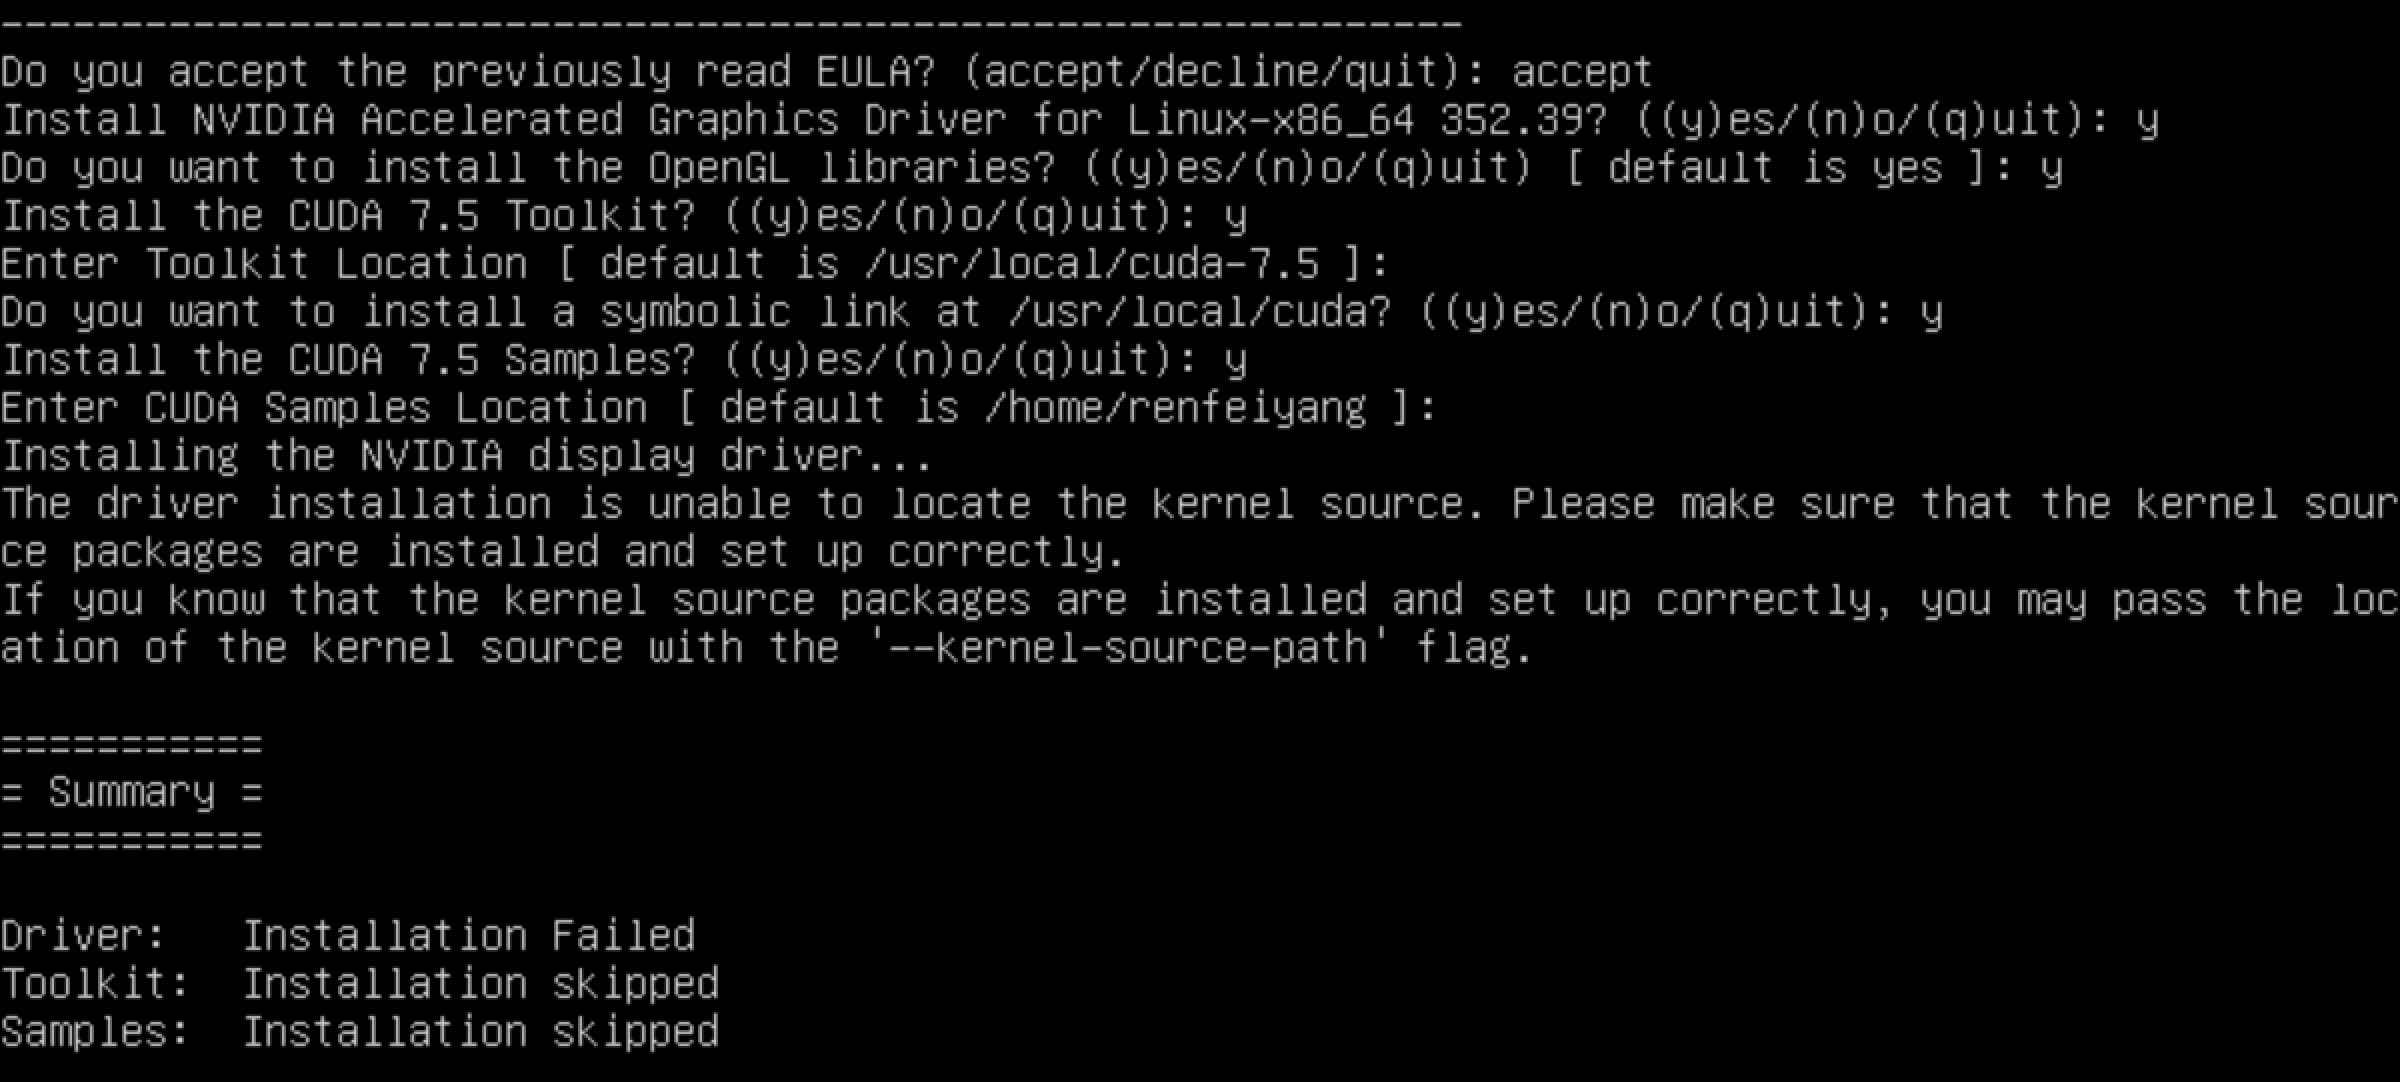 --------------------------------------------------------------
Do you accept the previously read EULA? (accept/decline/quit): accept
Install NVIDIA Accelerated Graphics Driver for Linux-x86_64 352.39? ((y)es/(n)o/(q)uit): y
Do you want to install the OpenGL libraries? ((y)es/(n)o/(q)uit) [ default is yes ]: y
Install the CUDA 7.5 Toolkit? ((y)es/(n)o/(q)uit): y
Enter Toolkit Location [ default is /usr/local/cuda-7.5 ]:
Do you want to install a symbolic link at /usr/local/cuda? ((y)es/(n)o/(q)uit): y
Install the CUDA 7.5 Samples? ((y)es/(n)o/(q)uit): y
Enter CUDA Samples Location [ default is /home/renfeiyang ]:
Installing the NVIDIA display driver...
The driver installation is unable to locate the kernel source. Please make sure that the kernel sour
ce packages are installed and set up correctly.
If you know that the kernel source packages are installed and set up correctly, you may pass the loc
ation of the kernel source with the '--kernel-source-path' flag.
===========
= Summary =
===========
Driver:   Installation Failed
Toolkit:  Installation skipped
Samples:  Installation skipped